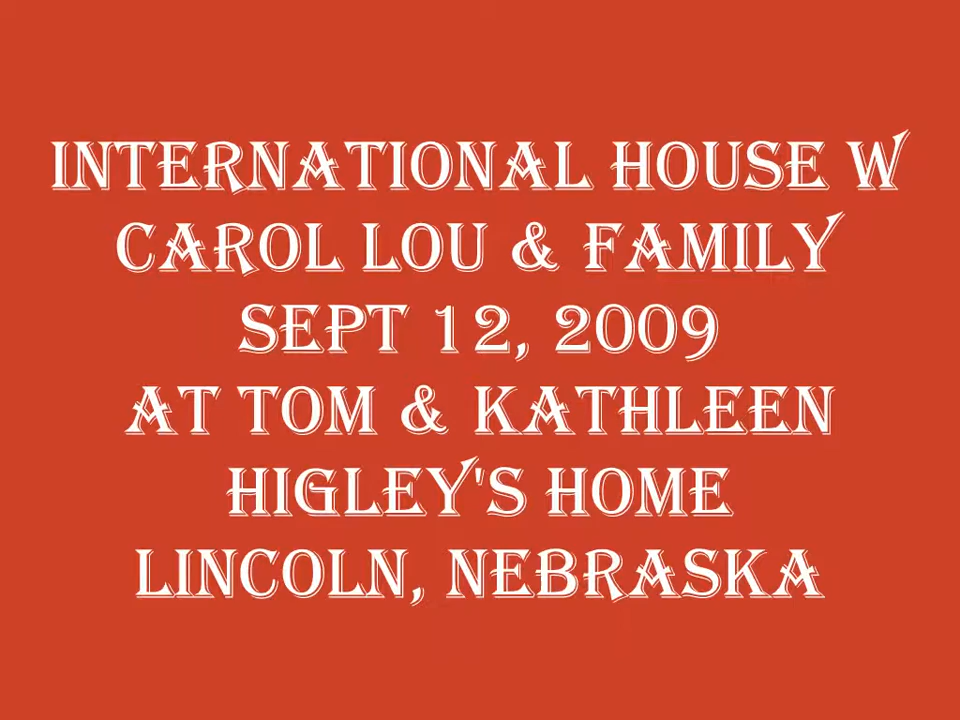 INTERNATIONAL HOUSE W
CAROL LOU & FAMILY
SEPT 12, 2009
AT TOM & KATHLEEN
HIGLEY'S HOME
LINCOLN, NEBRASKA